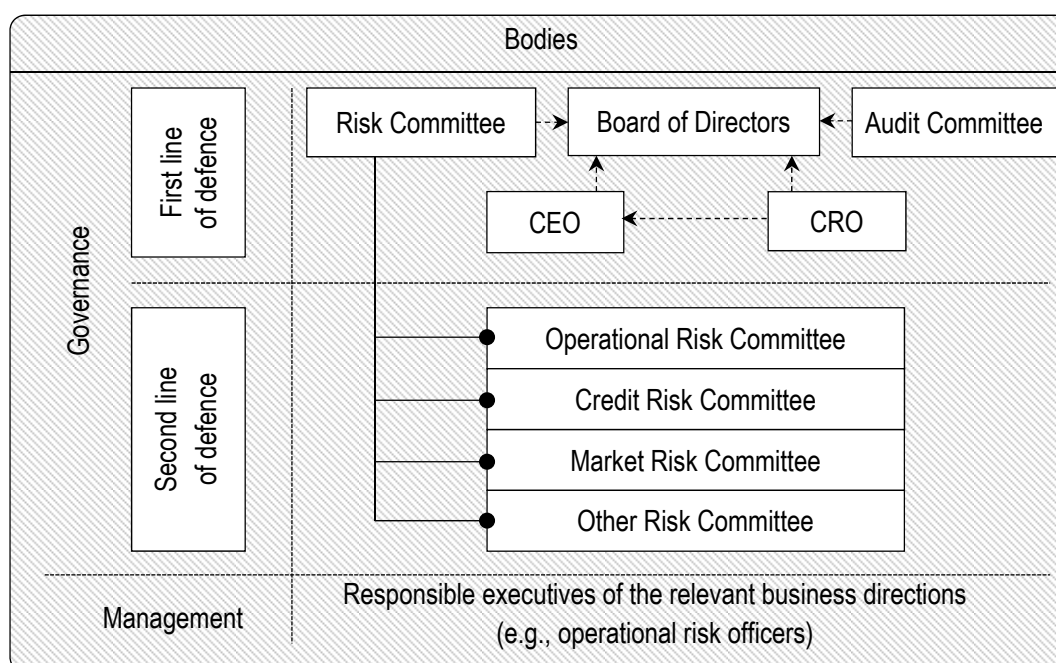 Bodies
Governance
First line
of defence
Risk Committee
Board of Directors
Audit Committee
CEO
CRO
Second line
of defence
Operational Risk Committee
Credit Risk Committee
Market Risk Committee
Other Risk Committee
Management
Responsible executives of the relevant business directions
(e.g., operational risk officers)